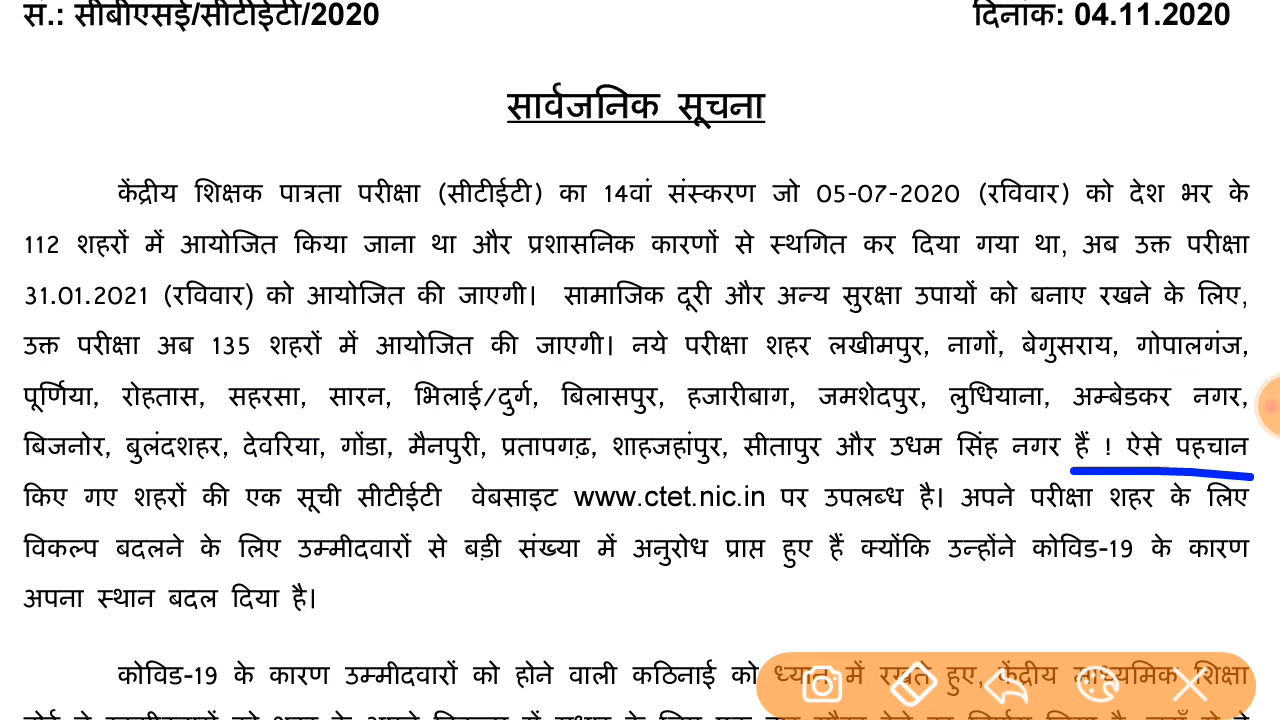 सं.: सीबीएसई/सीटीईटी/2020 दिनांक: 04.11.2020
सार्वजनिक सूचना
केंद्रीय शिक्षक पात्रता परीक्षा (सीटीईटी) का 14वां संस्करण जो 05-07-2020 (रविवार) को देश भर के
112 शहरों में आयोजित किया जाना था और प्रशासनिक कारणों से स्थगित कर दिया गया था, अब उक्त परीक्षा
31.01.2021 (रविवार) को आयोजित की जाएगी। सामाजिक दूरी और अन्य सुरक्षा उपायों को बनाए रखने के लिए,
उक्त परीक्षा अब 135 शहरों में आयोजित की जाएगी। नये परीक्षा शहर लखीमपुर, नागों, बेगुसराय, गोपालगंज,
पूर्णिया, रोहतास, सहरसा, सारन, भिलाई/दुर्ग, बिलासपुर, हजारीबाग, जमशेदपुर, लुधियाना, अम्बेडकर नगर,
बिजनोर, बुलंदशहर, देवरिया, गोंडा, मैनपुरी, प्रतापगढ़, शाहजहांपुर, सीतापुर और उधम सिंह नगर हैं ! ऐसे पहचान
किए गए शहरों की एक सूची सीटीईटी वेबसाइट www.ctet.nic.in पर उपलब्ध है। अपने परीक्षा शहर के लिए
विकल्प बदलने के लिए उम्मीदवारों से बड़ी संख्या में अनुरोध प्राप्त हुए हैं क्योंकि उन्होंने कोविड-19 के कारण
अपना स्थान बदल दिया है।
कोविड-19 के कारण उम्मीदवारों को होने वाली कठिनाई को ध्यान में रखते हुए, केंद्रीय माध्यमिक शिक्षा